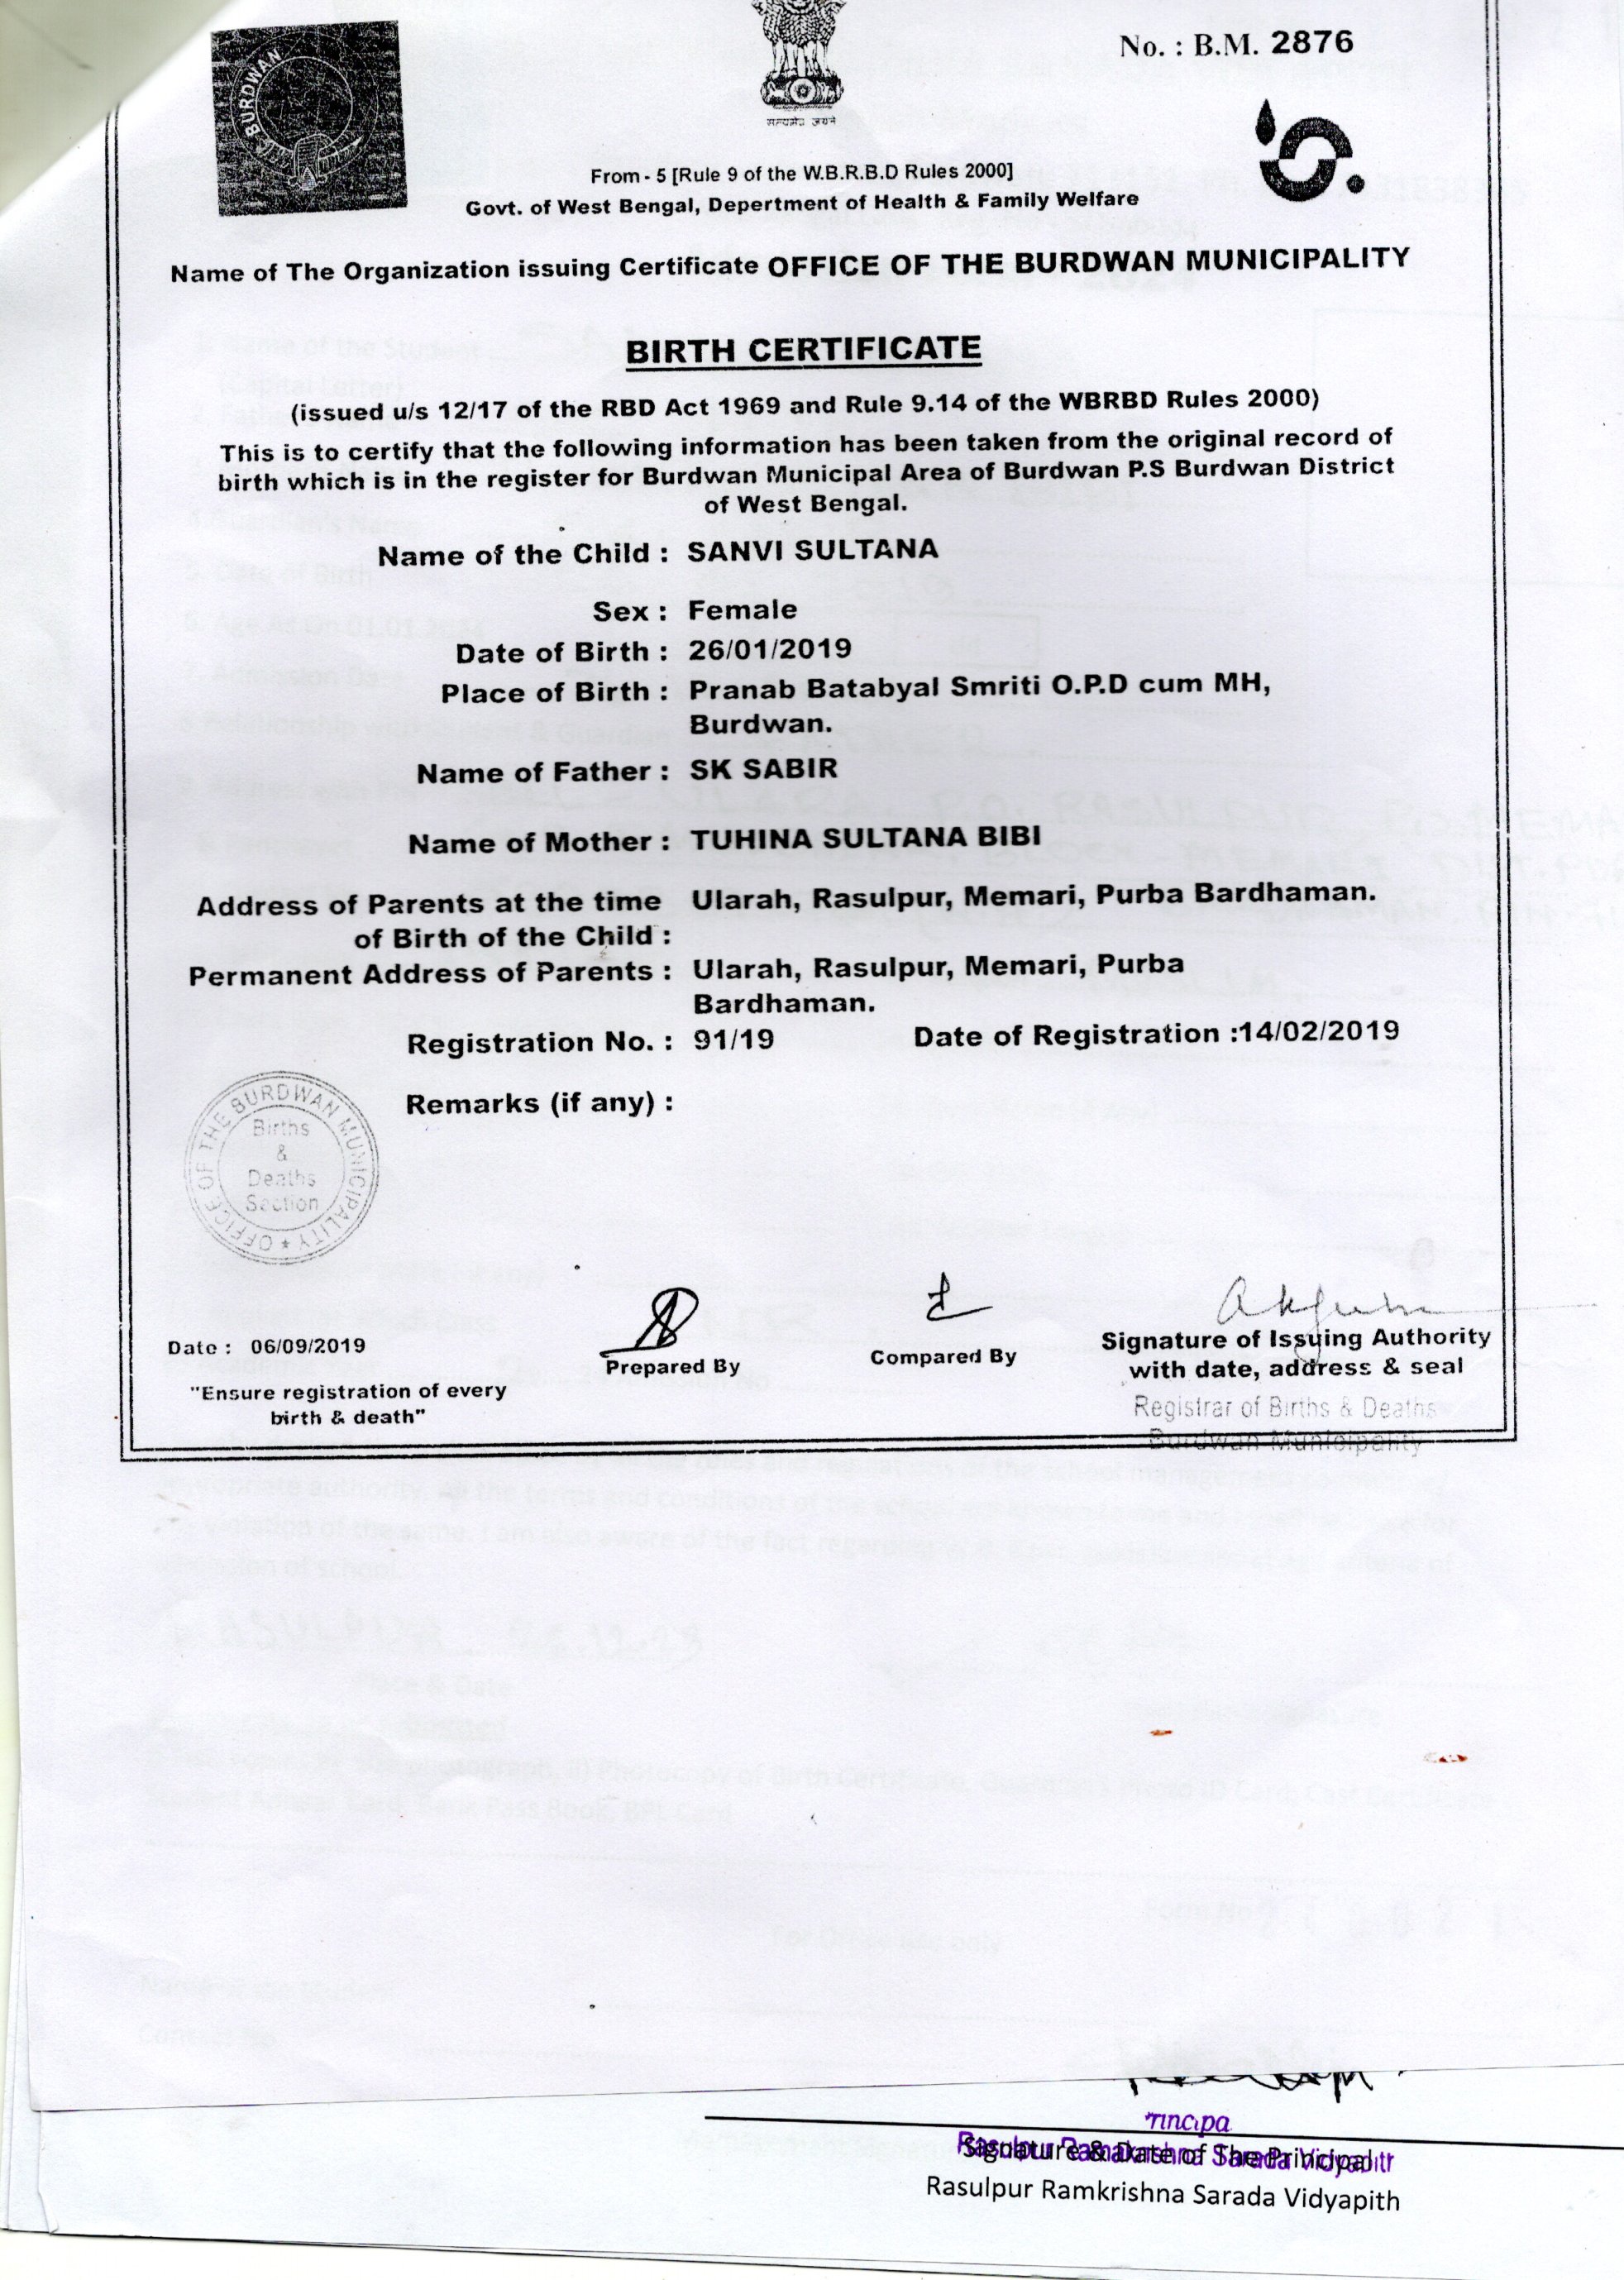 BURDWAN
No. : B.M. 2876
सत्यमेव जयते
From - 5 [Rule 9 of the W.B.R.B.D Rules 2000]
Govt. of West Bengal, Depertment of Health & Family Welfare
Name of The Organization issuing Certificate OFFICE OF THE BURDWAN MUNICIPALITY
BIRTH CERTIFICATE
(issued u/s 12/17 of the RBD Act 1969 and Rule 9.14 of the WBRBD Rules 2000)
This is to certify that the following information has been taken from the original record of
birth which is in the register for Burdwan Municipal Area of Burdwan P.S Burdwan District
of West Bengal.
Name of the Child : SANVI SULTANA
Sex : Female
Date of Birth : 26/01/2019
Place of Birth : Pranab Batabyal Smriti O.P.D cum MH,
Burdwan.
Name of Father : SK SABIR
Name of Mother : TUHINA SULTANA BIBI
Address of Parents at the time Ularah, Rasulpur, Memari, Purba Bardhaman.
of Birth of the Child :
Permanent Address of Parents : Ularah, Rasulpur, Memari, Purba
Bardhaman.
Registration No. : 91/19 Date of Registration :14/02/2019
Remarks (if any) :
OFFICE OF THE BURDWAN MUNICIPALITY
Births
&
Deaths
Section
Date : 06/09/2019
Prepared By
Compared By
Signature of Issuing Authority
with date, address & seal
"Ensure registration of every
birth & death"
Registrar of Births & Deaths
Burdwan Municipality
Signature & Date of The Principal
Rasulpur Ramkrishna Sarada Vidyapith